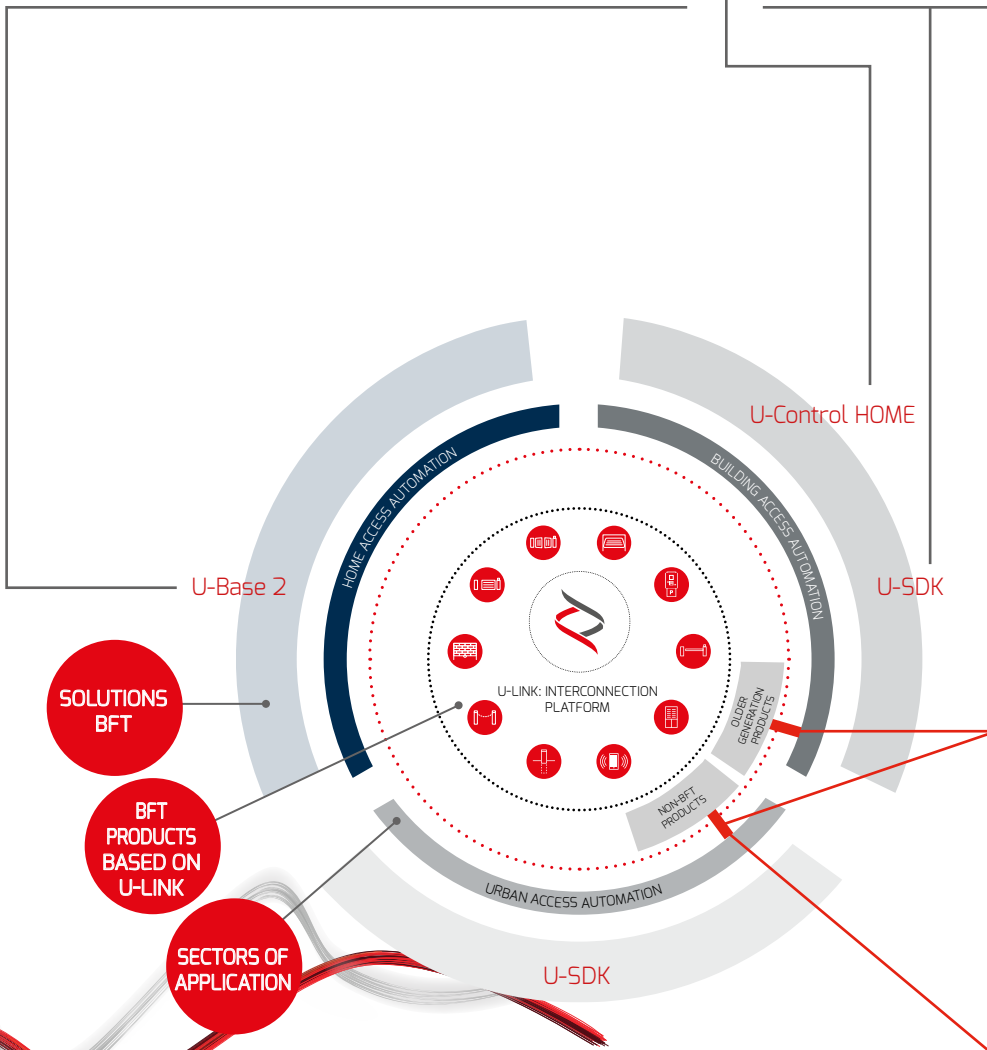 U-Control HOME
HOME ACCESS AUTOMATION
BUILDING ACCESS AUTOMATION
U-Base 2
U-SDK
P
U-LINK: INTERCONNECTION
PLATFORM
SOLUTIONS
BFT
OLDER
GENERATION
PRODUCTS
NON-BFT
PRODUCTS
BFT
PRODUCTS
BASED ON
U-LINK
URBAN ACCESS AUTOMATION
SECTORS OF
APPLICATION
U-SDK